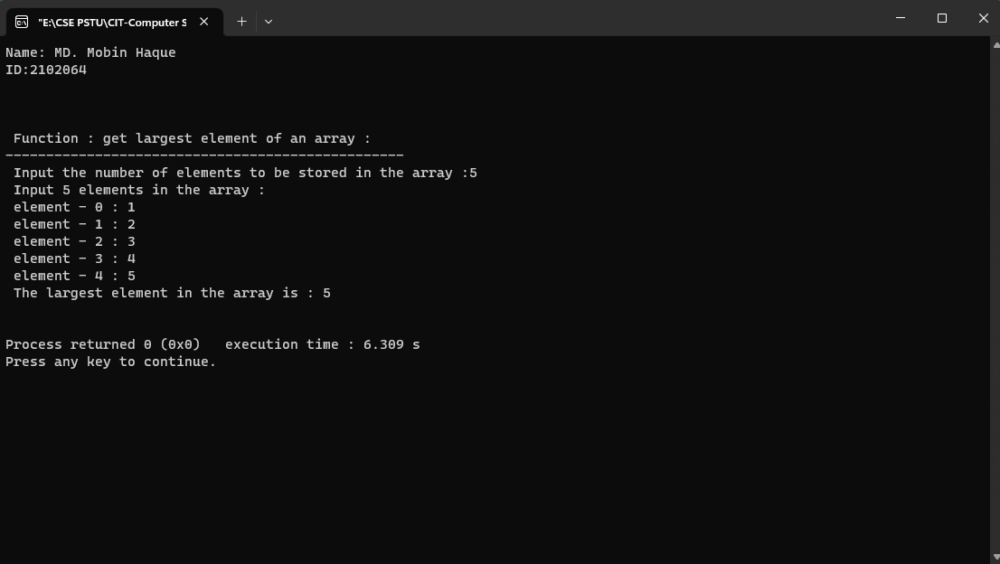 "E:\CSE PSTU\CIT-Computer S
Name: MD. Mobin Haque
ID:2102064
Function : get largest element of an array :
-------------------------------------------------
Input the number of elements to be stored in the array :5
Input 5 elements in the array :
element - 0 : 1
element - 1 : 2
element - 2 : 3
element - 3 : 4
element - 4 : 5
The largest element in the array is : 5
Process returned 0 (0x0)   execution time : 6.309 s
Press any key to continue.